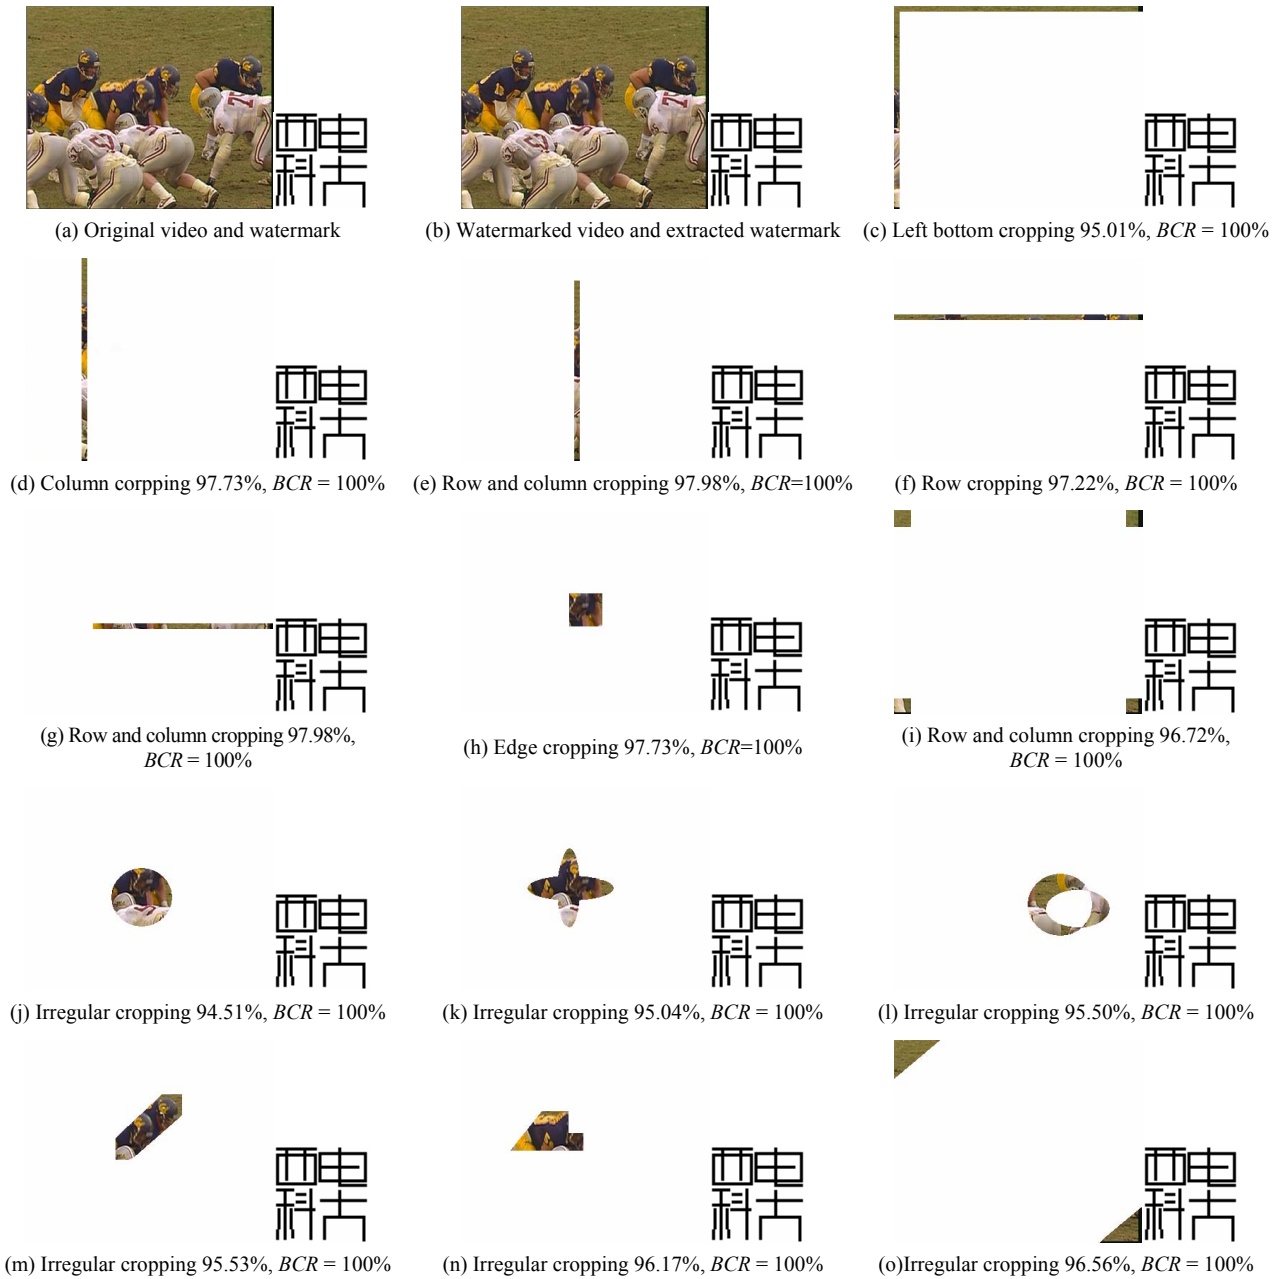 西电
科大
(a) Original video and watermark
西电
科大
(b) Watermarked video and extracted watermark
西电
科大
(c) Left bottom cropping 95.01%, BCR = 100%
西电
科大
(d) Column corpping 97.73%, BCR = 100%
西电
科大
(e) Row and column cropping 97.98%, BCR=100%
西电
科大
(f) Row cropping 97.22%, BCR = 100%
西电
科大
(g) Row and column cropping 97.98%,
BCR = 100%
西电
科大
(h) Edge cropping 97.73%, BCR=100%
西电
科大
(i) Row and column cropping 96.72%,
BCR = 100%
西电
科大
(j) Irregular cropping 94.51%, BCR = 100%
西电
科大
(k) Irregular cropping 95.04%, BCR = 100%
西电
科大
(l) Irregular cropping 95.50%, BCR = 100%
西电
科大
(m) Irregular cropping 95.53%, BCR = 100%
西电
科大
(n) Irregular cropping 96.17%, BCR = 100%
西电
科大
(o)Irregular cropping 96.56%, BCR = 100%